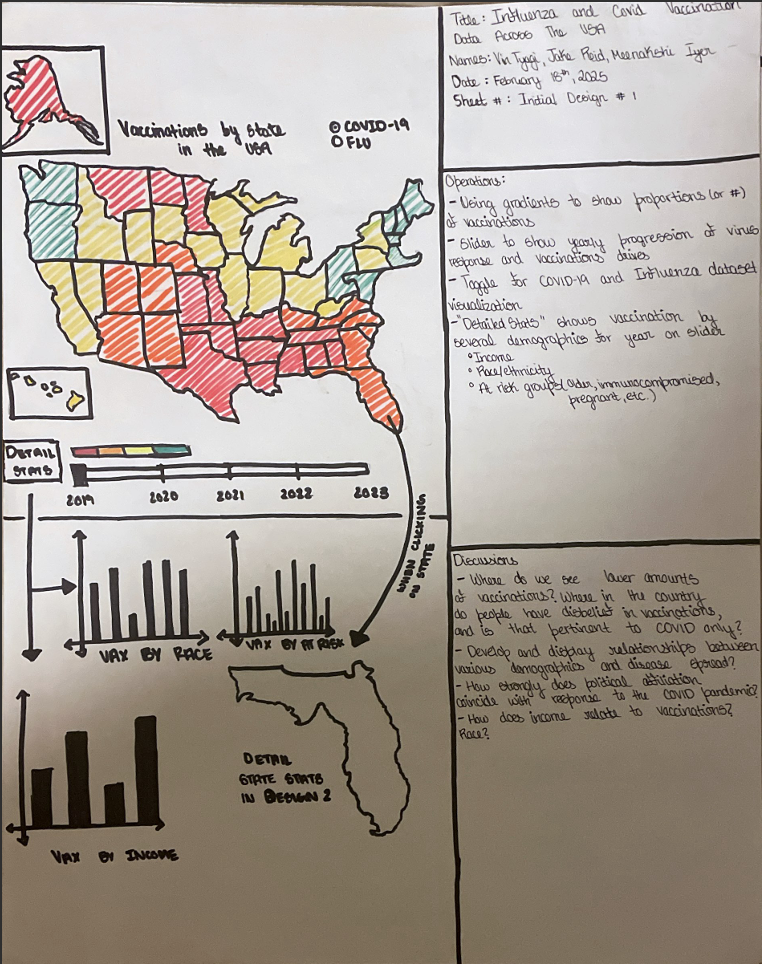 Title: Influenza and Covid Vaccination
Data Across The USA
Names: Vin Tyagi, Jake Reid, Meenakshi Iyer
Date: February 18th, 2025
Sheet #: Initial Design #1
Vaccinations by state
in the USA
COVID-19
FLU
DETAIL
STATS
2019 2020 2021 2022 2023
WHEN CLICKING
ON STATE
VAX BY RACE
VAX BY AT RISK
VAX BY INCOME
DETAIL
STATE STATS
IN DESIGN 2
Operations:
- Using gradients to show proportions (or #)
of vaccinations
- Slider to show yearly progression of virus
response and vaccinations drives
- Toggle for COVID-19 and Influenza dataset
visualization
- "Detailed Stats" shows vaccination by
several demographics for year on slider
° Income
° Race/ethnicity
° At risk groups (older, immunocompromised,
pregnant, etc.)
Discussions
- Where do we see lower amounts
of vaccinations? Where in the country
do people have disbelief in vaccinations,
and is that pertinent to COVID only?
- Develop and display relationships between
various demographics and disease spread?
- How strongly does political affiliation
coincide with response to the COVID pandemic?
- How does income relate to vaccinations?
Race?